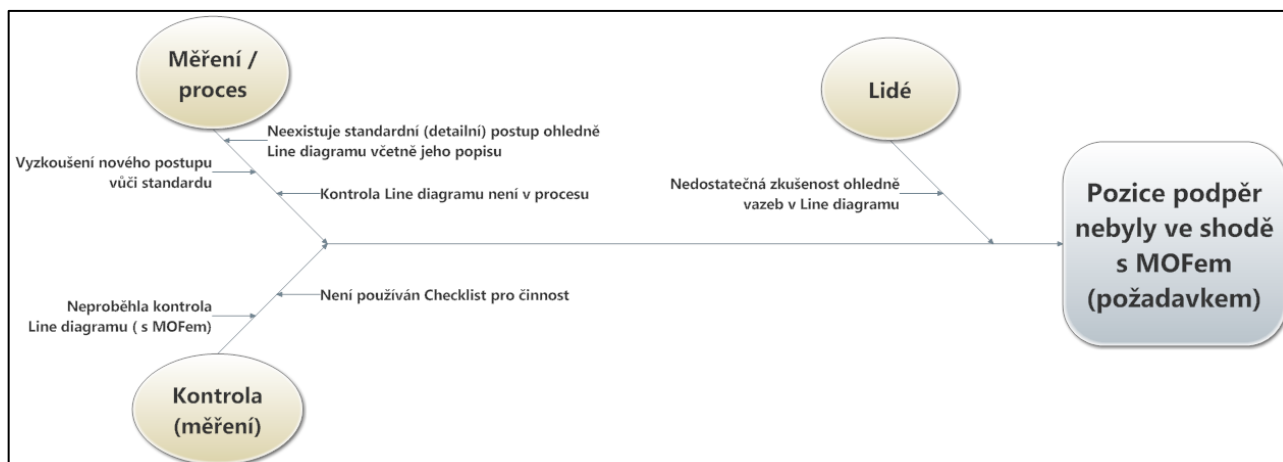 Měření /
proces
Neexistuje standardní (detailní) postup ohledně
Line diagramu včetně jeho popisu
Vyzkoušení nového postupu
vůči standardu
Kontrola Line diagramu není v procesu
Lidé
Nedostatečná zkušenost ohledně
vazeb v Line diagramu
Pozice podpěr
nebyly ve shodě
s MOFem
(požadavkem)
Není používán Checklist pro činnost
Neproběhla kontrola
Line diagramu ( s MOFem)
Kontrola
(měření)